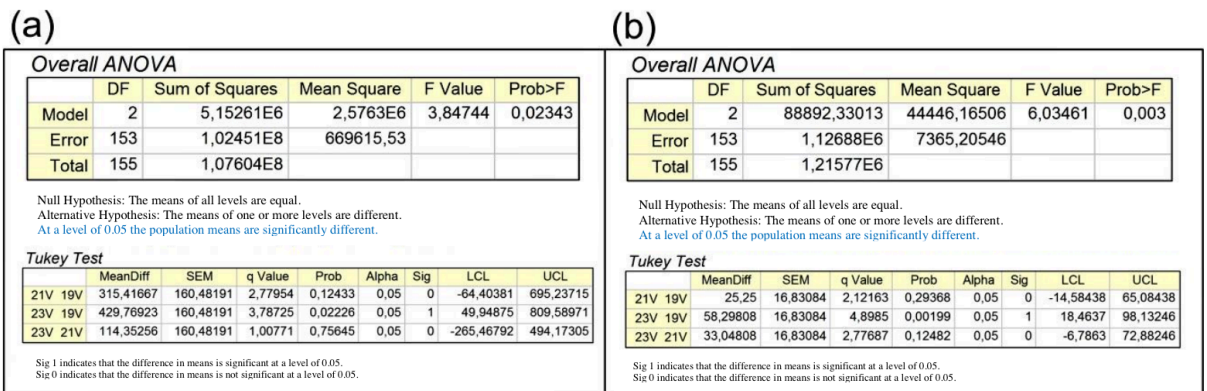 (a)
Overall ANOVA
DF Sum of Squares Mean Square F Value Prob>F
Model 2 5,15261E6 2,5763E6 3,84744 0,02343
Error 153 1,02451E8 669615,53
Total 155 1,07604E8
Null Hypothesis: The means of all levels are equal.
Alternative Hypothesis: The means of one or more levels are different.
At a level of 0.05 the population means are significantly different.
Tukey Test
MeanDiff SEM q Value Prob Alpha Sig LCL UCL
21V 19V 315,41667 160,48191 2,77954 0,12433 0,05 0 -64,40381 695,23715
23V 19V 429,76923 160,48191 3,78725 0,02226 0,05 1 49,94875 809,58971
23V 21V 114,35256 160,48191 1,00771 0,75645 0,05 0 -265,46792 494,17305
Sig 1 indicates that the difference in means is significant at a level of 0.05.
Sig 0 indicates that the difference in means is not significant at a level of 0.05.
(b)
Overall ANOVA
DF Sum of Squares Mean Square F Value Prob>F
Model 2 88892,33013 44446,16506 6,03461 0,003
Error 153 1,12688E6 7365,20546
Total 155 1,21577E6
Null Hypothesis: The means of all levels are equal.
Alternative Hypothesis: The means of one or more levels are different.
At a level of 0.05 the population means are significantly different.
Tukey Test
MeanDiff SEM q Value Prob Alpha Sig LCL UCL
21V 19V 25,25 16,83084 2,12163 0,29368 0,05 0 -14,58438 65,08438
23V 19V 58,29808 16,83084 4,8985 0,00199 0,05 1 18,4637 98,13246
23V 21V 33,04808 16,83084 2,77687 0,12482 0,05 0 -6,7863 72,88246
Sig 1 indicates that the difference in means is significant at a level of 0.05.
Sig 0 indicates that the difference in means is not significant at a level of 0.05.